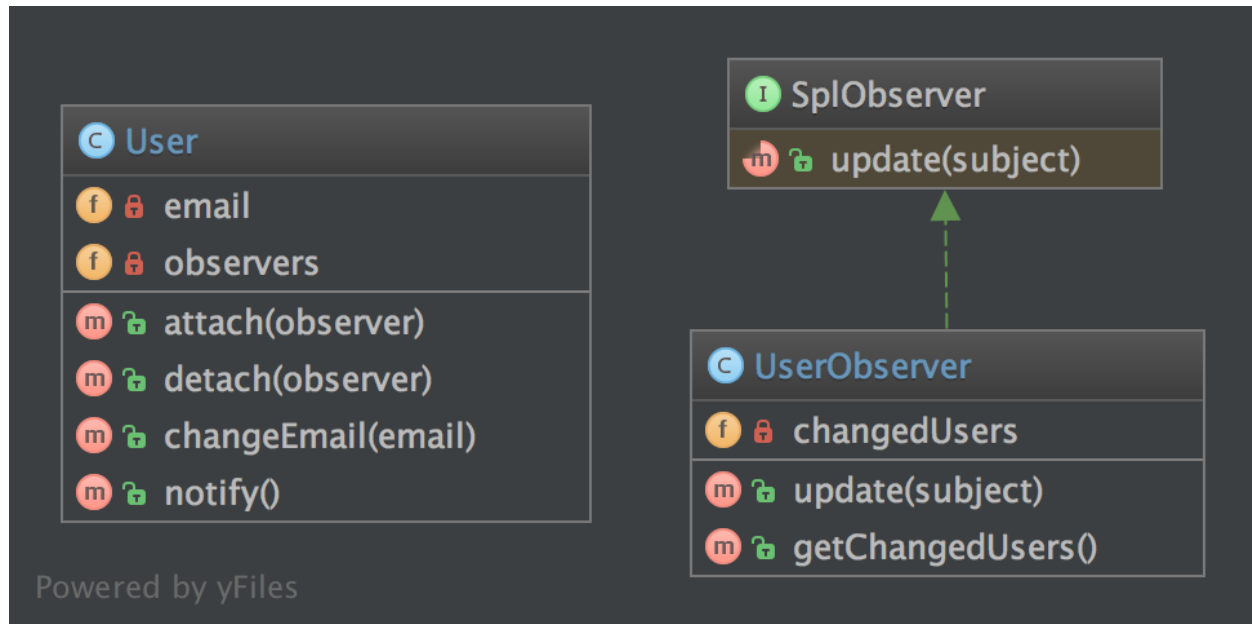 C User
f email
f observers
m attach(observer)
m detach(observer)
m changeEmail(email)
m notify()
I SplObserver
m update(subject)
C UserObserver
f changedUsers
m update(subject)
m getChangedUsers()
Powered by yFiles